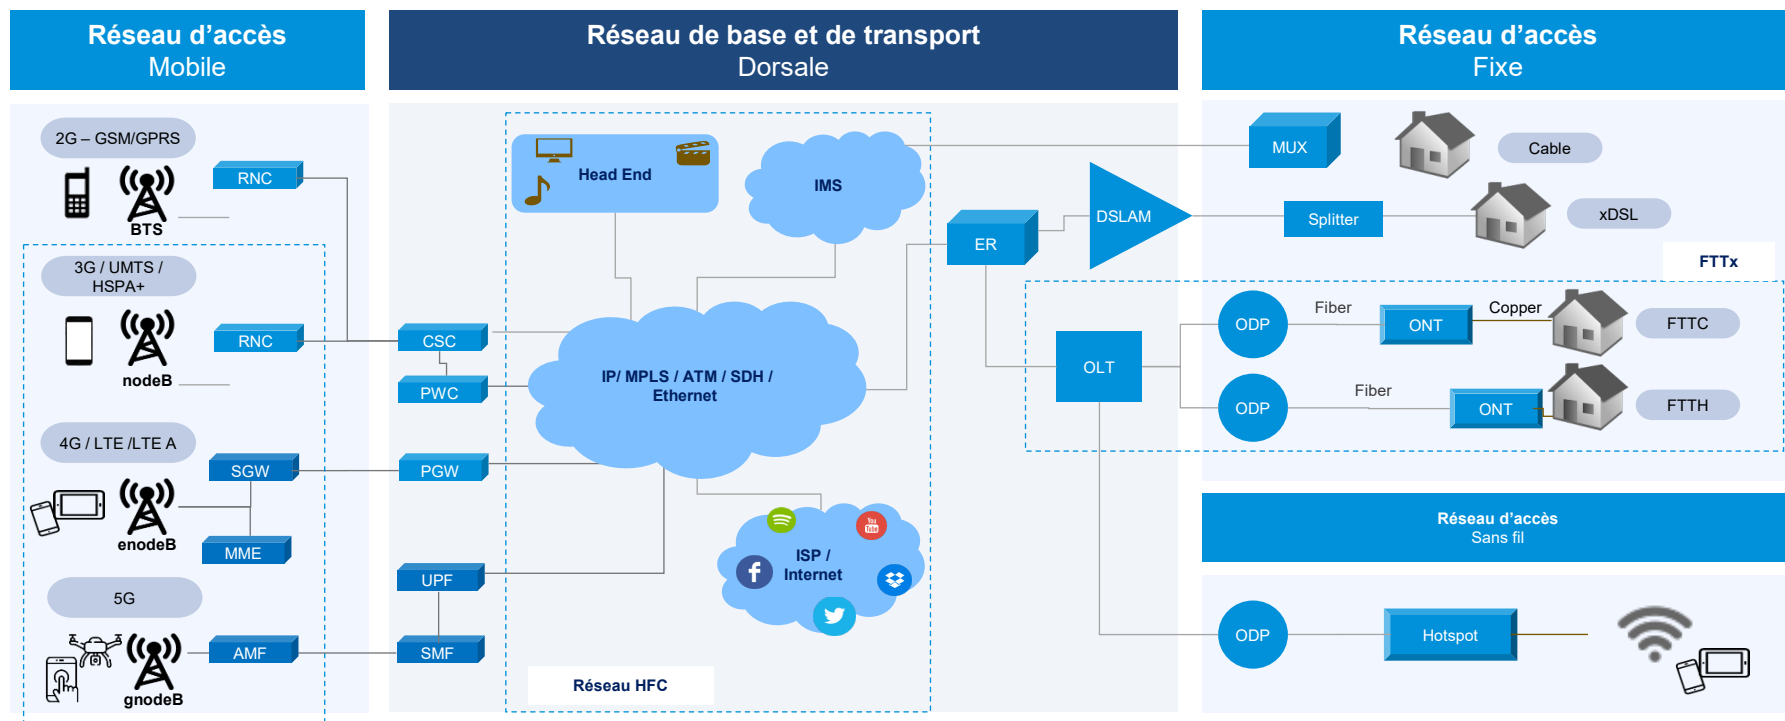 Réseau d’accès
Mobile
Réseau de base et de transport
Dorsale
Réseau d’accès
Fixe
2G – GSM/GPRS
RNC
BTS
3G / UMTS /
HSPA+
RNC
nodeB
4G / LTE /LTE A
SGW
enodeB
MME
5G
AMF
gnodeB
CSC
PWC
PGW
UPF
SMF
Head End
IMS
IP/ MPLS / ATM / SDH /
Ethernet
ISP /
Internet
You
Tube
Réseau HFC
ER
DSLAM
OLT
MUX
Cable
Splitter
xDSL
FTTx
ODP
Fiber
ONT
Copper
FTTC
ODP
Fiber
ONT
FTTH
Réseau d’accès
Sans fil
ODP
Hotspot